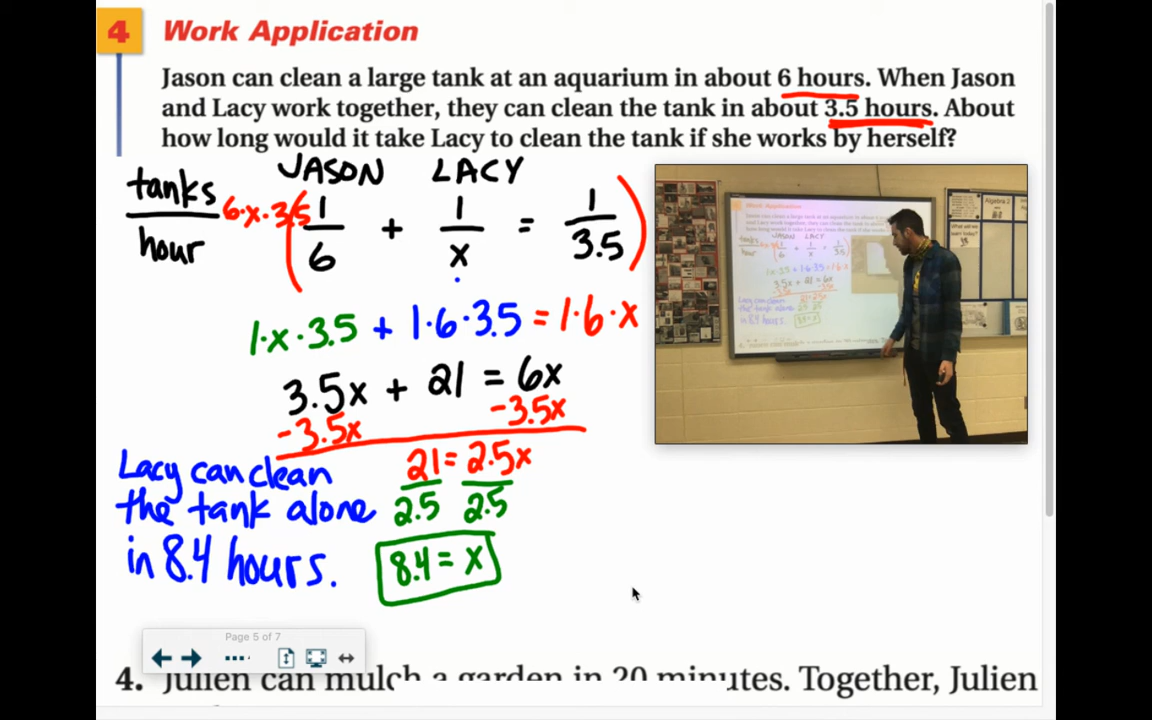 4 Work Application
Jason can clean a large tank at an aquarium in about 6 hours. When Jason
and Lacy work together, they can clean the tank in about 3.5 hours. About
how long would it take Lacy to clean the tank if she works by herself?
JASON LACY
tanks
hour
6·x·3.5 ( 1/6 + 1/x = 1/3.5 )
1·x·3.5 + 1·6·3.5 = 1·6·x
3.5x + 21 = 6x
-3.5x -3.5x
21 = 2.5x
2.5 2.5
8.4 = x
Lacy can clean
the tank alone
in 8.4 hours.
Page 5 of 7
4. Julien can mulch a garden in 20 minutes. Together, Julien